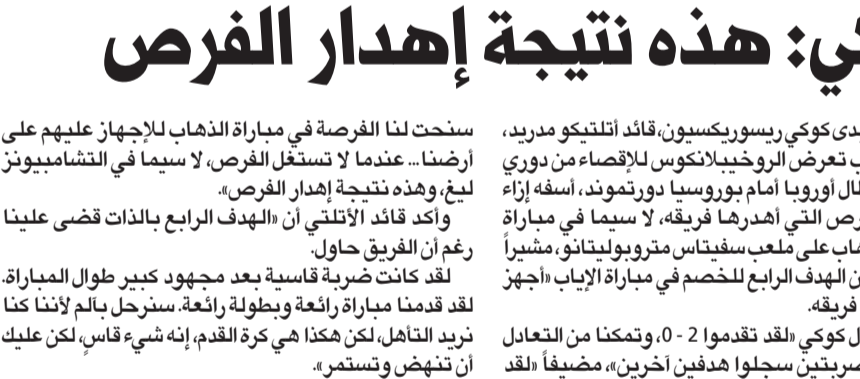 هذه نتيجة إهدار الفرص
كوكي ريسوريكسيون، قائد أتلتيكو مدريد،
تعرض الروخيبلانكوس للإقصاء من دوري
أوروبا أمام بوروسيا دورتموند، أسفه إزاء
التي أهدرها فريقه، لا سيما في مباراة
على ملعب سفيتاس متروبوليتانو، مشيراً
الهدف الرابع للخصم في مباراة الإياب «أجهز
فريقه.
كوكي «لقد تقدموا 2 - 0، وتمكنا من التعادل
سجلوا هدفين آخرين»، مضيفاً «لقد
سنحت لنا الفرصة في مباراة الذهاب للإجهاز عليهم على
أرضنا... عندما لا تستغل الفرص، لا سيما في التشامبيونز
ليغ، وهذه نتيجة إهدار الفرص».
وأكد قائد الأتلتي أن «الهدف الرابع بالذات قضى علينا
رغم أن الفريق حاول.
لقد كانت ضربة قاسية بعد مجهود كبير طوال المباراة.
لقد قدمنا مباراة رائعة وبطولة رائعة. سنرحل بألم لأننا كنا
نريد التأهل، لكن هكذا هي كرة القدم، إنه شيء قاسٍ، لكن عليك
أن تنهض وتستمر».